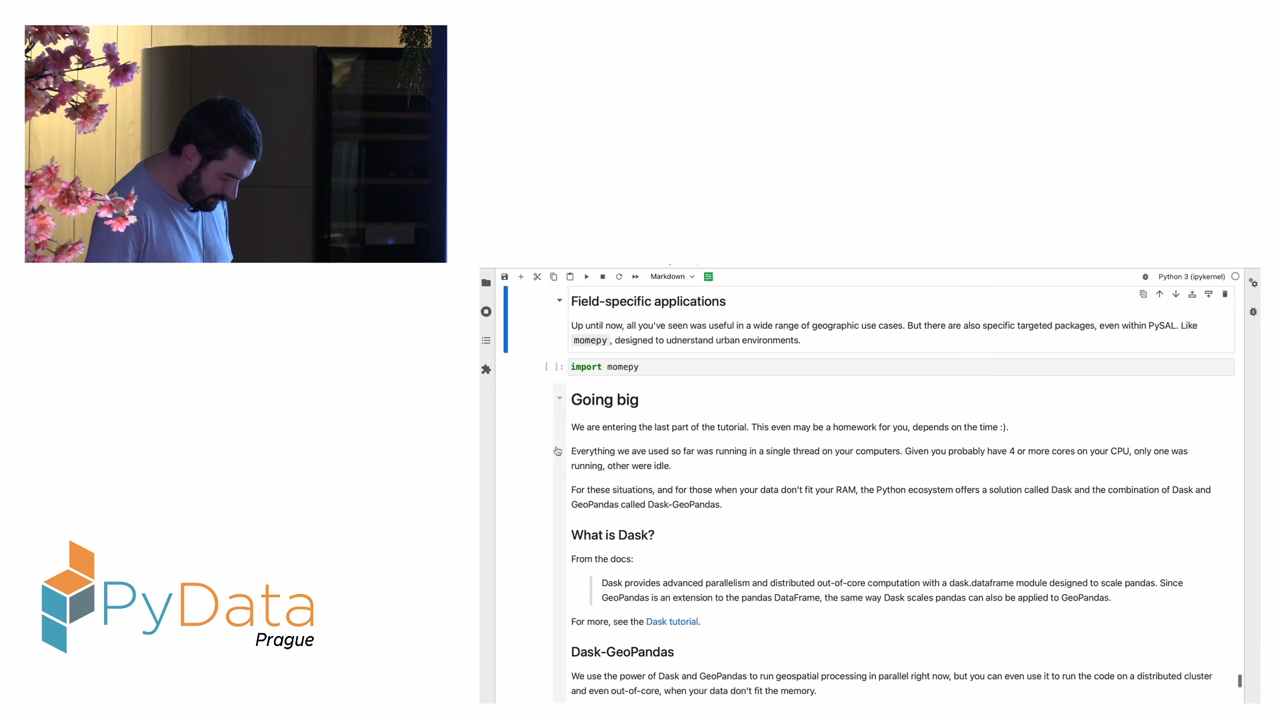 Markdown
Python 3 (ipykernel)
Field-specific applications
Up until now, all you've seen was useful in a wide range of geographic use cases. But there are also specific targeted packages, even within PySAL. Like
momepy, designed to udnerstand urban environments.
[ ]: import momepy
Going big
We are entering the last part of the tutorial. This even may be a homework for you, depends on the time :).
Everything we ave used so far was running in a single thread on your computers. Given you probably have 4 or more cores on your CPU, only one was
running, other were idle.
For these situations, and for those when your data don't fit your RAM, the Python ecosystem offers a solution called Dask and the combination of Dask and
GeoPandas called Dask-GeoPandas.
What is Dask?
From the docs:
Dask provides advanced parallelism and distributed out-of-core computation with a dask.dataframe module designed to scale pandas. Since
GeoPandas is an extension to the pandas DataFrame, the same way Dask scales pandas can also be applied to GeoPandas.
For more, see the Dask tutorial.
Dask-GeoPandas
We use the power of Dask and GeoPandas to run geospatial processing in parallel right now, but you can even use it to run the code on a distributed cluster
and even out-of-core, when your data don't fit the memory.
PyData
Prague